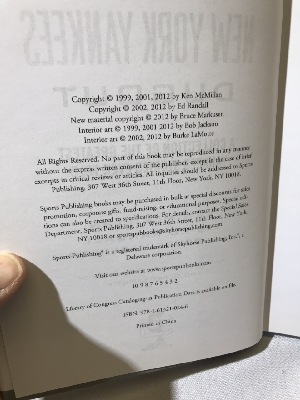 NEW YORK YANKEES
Copyright © 1999, 2001, 2012 by Ken McMillan
Copyright © 2002, 2012 by Ed Randall
New material copyright © 2012 by Bruce Markusen
Interior art © 1999, 2001 2012 by Bob Jackson
Interior art © 2002, 2012 by Burke LaMotte
All Rights Reserved. No part of this book may be reproduced in any manner
without the express written consent of the publisher, except in the case of brief
excerpts in critical reviews or articles. All inquiries should be addressed to Sports
Publishing, 307 West 36th Street, 11th Floor, New York, NY 10018.
Sports Publishing books may be purchased in bulk at special discounts for sales
promotion, corporate gifts, fund-raising, or educational purposes. Special edi-
tions can also be created to specifications. For details, contact the Special Sales
Department, Sports Publishing, 307 West 36th Street, 11th Floor, New York,
NY 10018 or sportspubbooks@skyhorsepublishing.com.
Sports Publishing® is a registered trademark of Skyhorse Publishing, Inc.®, a
Delaware corporation.
Visit our website at www.sportspubbooks.com
10 9 8 7 6 5 4 3 2
Library of Congress Cataloging-in-Publication Data is available on file.
ISBN:
Printed in China